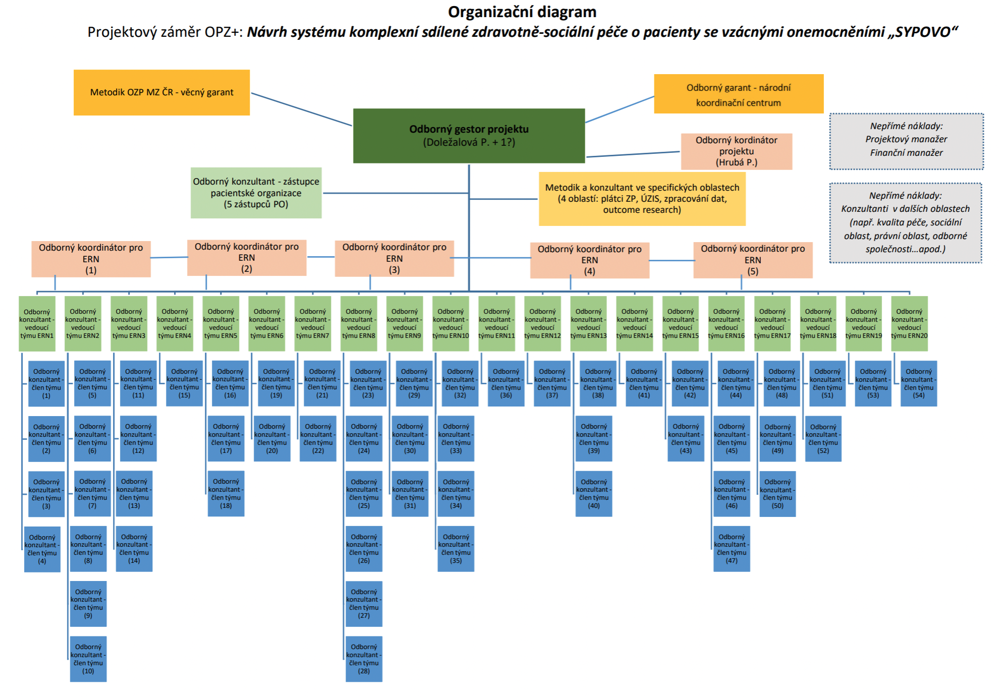 Organizační diagram
Projektový záměr OPZ+: Návrh systému komplexní sdílené zdravotně-sociální péče o pacienty se vzácnými onemocněními „SYPOVO“
Metodik OZP MZ ČR - věcný garant
Odborný garant - národní
koordinační centrum
Odborný gestor projektu
(Doležalová P. + 1?)
Nepřímé náklady:
Projektový manažer
Finanční manažer
Odborný kordinátor
projektu
(Hrubá P.)
Odborný konzultant - zástupce
pacientské organizace
(5 zástupců PO)
Metodik a konzultant ve specifických oblastech
(4 oblastí: plátci ZP, ÚZIS, zpracování dat,
outcome research)
Nepřímé náklady:
Konzultanti v dalších oblastech
(např. kvalita péče, sociální
oblast, právní oblast, odborné
společnosti...apod.)
Odborný koordinátor pro
ERN
(1)
Odborný koordinátor pro
ERN
(2)
Odborný koordinátor pro
ERN
(3)
Odborný koordinátor pro
ERN
(4)
Odborný koordinátor pro
ERN
(5)
Odborný
konzultant -
vedoucí
týmu ERN1
Odborný
konzultant -
vedoucí
týmu ERN2
Odborný
konzultant -
vedoucí
týmu ERN3
Odborný
konzultant -
vedoucí
týmu ERN4
Odborný
konzultant -
vedoucí
týmu ERN5
Odborný
konzultant -
vedoucí
týmu ERN6
Odborný
konzultant -
vedoucí
týmu ERN7
Odborný
konzultant -
vedoucí
týmu ERN8
Odborný
konzultant -
vedoucí
týmu ERN9
Odborný
konzultant -
vedoucí
týmu ERN10
Odborný
konzultant -
vedoucí
týmu ERN11
Odborný
konzultant -
vedoucí
týmu ERN12
Odborný
konzultant -
vedoucí
týmu ERN13
Odborný
konzultant -
vedoucí
týmu ERN14
Odborný
konzultant -
vedoucí
týmu ERN15
Odborný
konzultant -
vedoucí
týmu ERN16
Odborný
konzultant -
vedoucí
týmu ERN17
Odborný
konzultant -
vedoucí
týmu ERN18
Odborný
konzultant -
vedoucí
týmu ERN19
Odborný
konzultant -
vedoucí
týmu ERN20
Odborný
konzultant -
člen týmu
(1)
Odborný
konzultant -
člen týmu
(2)
Odborný
konzultant -
člen týmu
(3)
Odborný
konzultant -
člen týmu
(4)
Odborný
konzultant -
člen týmu
(5)
Odborný
konzultant -
člen týmu
(6)
Odborný
konzultant -
člen týmu
(7)
Odborný
konzultant -
člen týmu
(8)
Odborný
konzultant -
člen týmu
(9)
Odborný
konzultant -
člen týmu
(10)
Odborný
konzultant -
člen týmu
(11)
Odborný
konzultant -
člen týmu
(12)
Odborný
konzultant -
člen týmu
(13)
Odborný
konzultant -
člen týmu
(14)
Odborný
konzultant -
člen týmu
(15)
Odborný
konzultant -
člen týmu
(16)
Odborný
konzultant -
člen týmu
(17)
Odborný
konzultant -
člen týmu
(18)
Odborný
konzultant -
člen týmu
(19)
Odborný
konzultant -
člen týmu
(20)
Odborný
konzultant -
člen týmu
(21)
Odborný
konzultant -
člen týmu
(22)
Odborný
konzultant -
člen týmu
(23)
Odborný
konzultant -
člen týmu
(24)
Odborný
konzultant -
člen týmu
(25)
Odborný
konzultant -
člen týmu
(26)
Odborný
konzultant -
člen týmu
(27)
Odborný
konzultant -
člen týmu
(28)
Odborný
konzultant -
člen týmu
(29)
Odborný
konzultant -
člen týmu
(30)
Odborný
konzultant -
člen týmu
(31)
Odborný
konzultant -
člen týmu
(32)
Odborný
konzultant -
člen týmu
(33)
Odborný
konzultant -
člen týmu
(34)
Odborný
konzultant -
člen týmu
(35)
Odborný
konzultant -
člen týmu
(36)
Odborný
konzultant -
člen týmu
(37)
Odborný
konzultant -
člen týmu
(38)
Odborný
konzultant -
člen týmu
(39)
Odborný
konzultant -
člen týmu
(40)
Odborný
konzultant -
člen týmu
(41)
Odborný
konzultant -
člen týmu
(42)
Odborný
konzultant -
člen týmu
(43)
Odborný
konzultant -
člen týmu
(44)
Odborný
konzultant -
člen týmu
(45)
Odborný
konzultant -
člen týmu
(46)
Odborný
konzultant -
člen týmu
(47)
Odborný
konzultant -
člen týmu
(48)
Odborný
konzultant -
člen týmu
(49)
Odborný
konzultant -
člen týmu
(50)
Odborný
konzultant -
člen týmu
(51)
Odborný
konzultant -
člen týmu
(52)
Odborný
konzultant -
člen týmu
(53)
Odborný
konzultant -
člen týmu
(54)